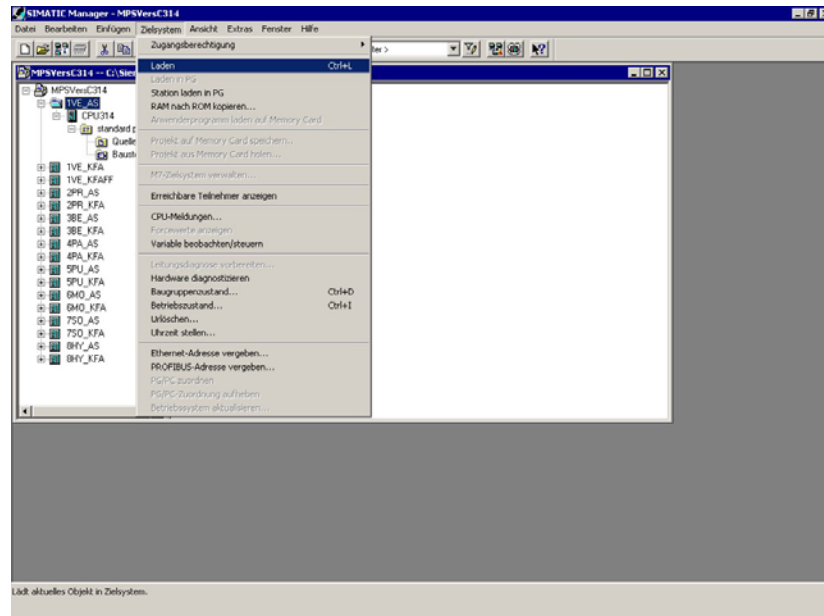 SIMATIC Manager - MPSVersC314
Datei Bearbeiten Einfügen Zielsystem Ansicht Extras Fenster Hilfe
Zugangsberechtigung
Laden Ctrl+L
Laden in PG
Station laden in PG
RAM nach ROM kopieren...
Anwenderprogramm laden auf Memory Card
Projekt auf Memory Card speichern...
Projekt aus Memory Card holen...
M7-Zielsystem verwalten...
Erreichbare Teilnehmer anzeigen
CPU-Meldungen...
Forcewerte anzeigen
Variable beobachten/steuern
Leitungsdiagnose vorbereiten...
Hardware diagnostizieren
Baugruppenzustand... Ctrl+D
Betriebszustand... Ctrl+I
Urlöschen...
Uhrzeit stellen...
Ethernet-Adresse vergeben...
PROFIBUS-Adresse vergeben...
PG/PC zuordnen
PG/PC-Zuordnung aufheben
Betriebssystem aktualisieren...
MPSVersC314 -- C:\Sie
MPSVersC314
1VE_AS
CPU314
standard p
Quelle
Baust
1VE_KFA
1VE_KFAFF
2PR_AS
2PR_KFA
3BE_AS
3BE_KFA
4PA_AS
4PA_KFA
5PU_AS
5PU_KFA
6MO_AS
6MO_KFA
7SO_AS
7SO_KFA
8HY_AS
8HY_KFA
Lädt aktuelles Objekt in Zielsystem.